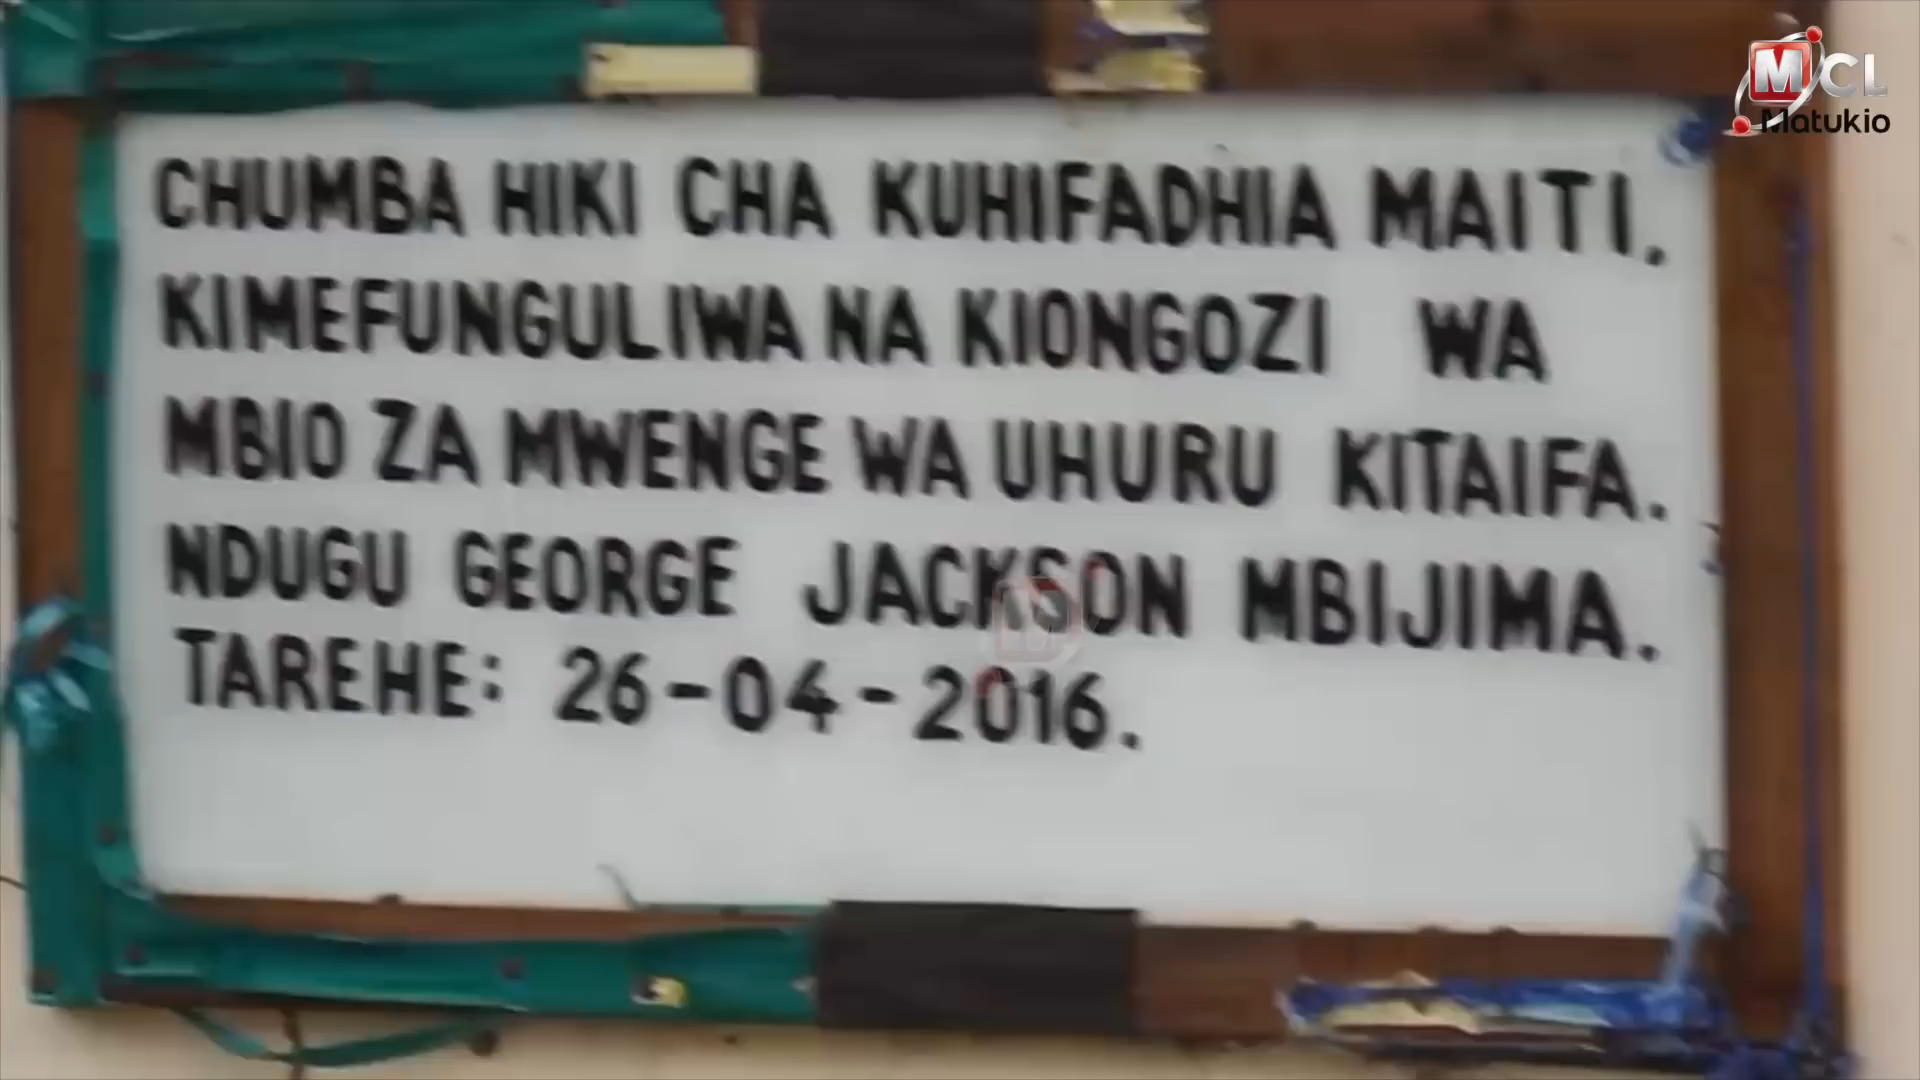 MCL
Matukio
CHUMBA HIKI CHA KUHIFADHIA MAITI.
KIMEFUNGULIWA NA KIONGOZI WA
MBIO ZA MWENGE WA UHURU KITAIFA.
NDUGU GEORGE JACKSON MBIJIMA.
TAREHE: 26-04-2016.